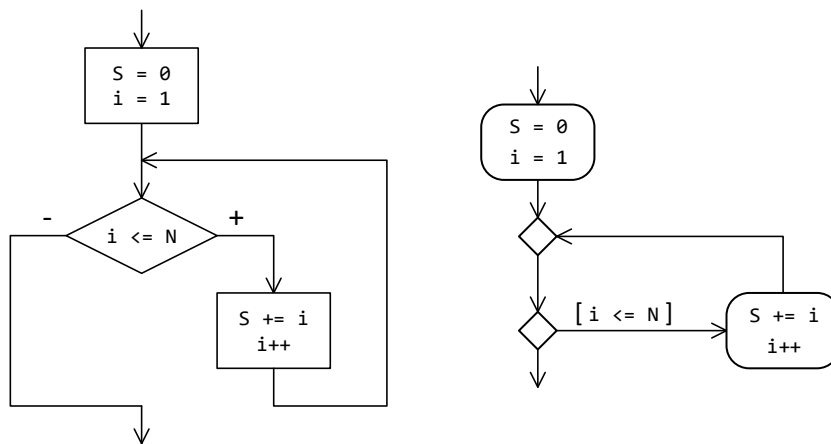 S = 0
i = 1
-
+
i <= N
S += i
i++
S = 0
i = 1
[i <= N]
S += i
i++